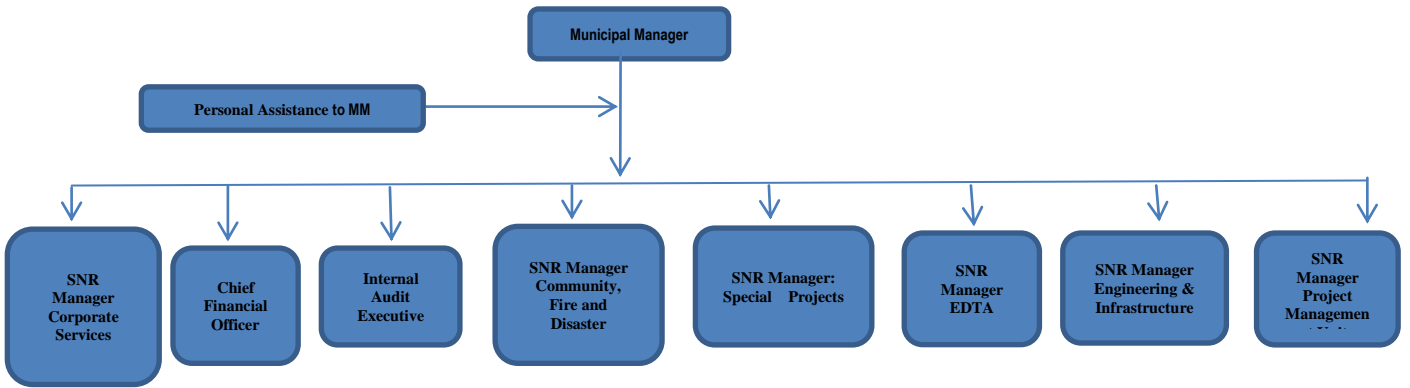 Municipal Manager
Personal Assistance to MM
SNR
Manager
Corporate
Services
Chief
Financial
Officer
Internal
Audit
Executive
SNR Manager
Community,
Fire and
Disaster
SNR Manager:
Special Projects
SNR
Manager
EDTA
SNR Manager
Engineering &
Infrastructure
SNR
Manager
Project
Managemen